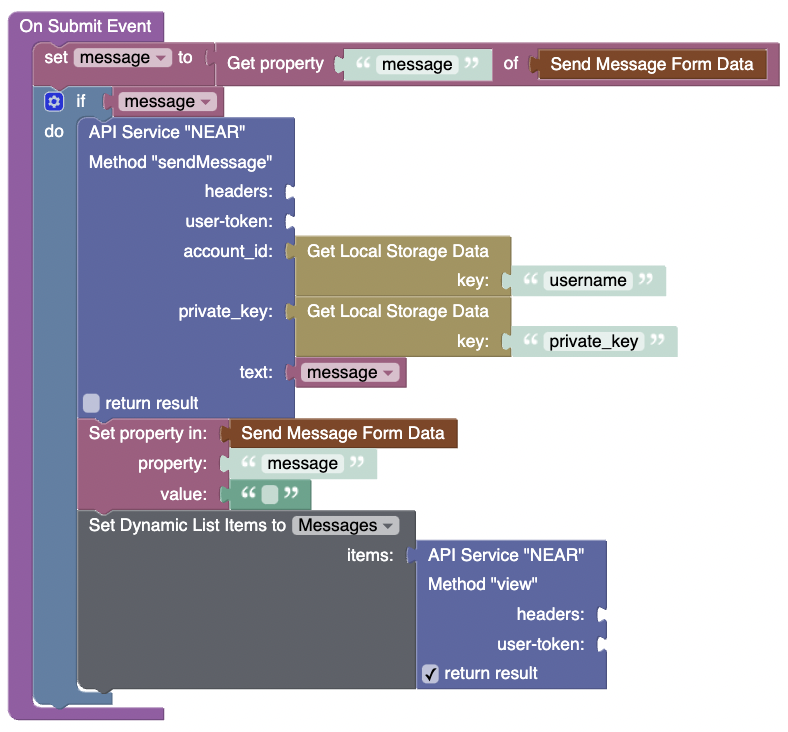 On Submit Event
set message to Get property “ message ” of Send Message Form Data
if message
do API Service "NEAR"
Method "sendMessage"
headers:
user-token:
account_id: Get Local Storage Data
key: “ username ”
private_key: Get Local Storage Data
key: “ private_key ”
text: message
return result
Set property in: Send Message Form Data
property: “ message ”
value: “ ”
Set Dynamic List Items to Messages
items: API Service "NEAR"
Method "view"
headers:
user-token:
return result